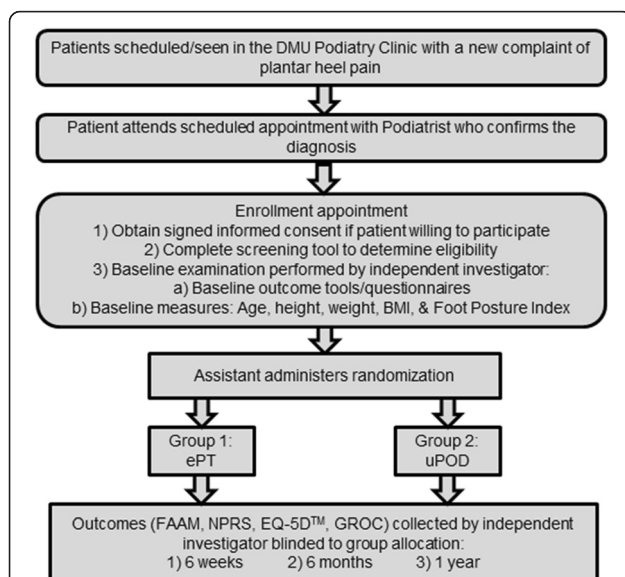 Patients scheduled/seen in the DMU Podiatry Clinic with a new complaint of
plantar heel pain
Patient attends scheduled appointment with Podiatrist who confirms the
diagnosis
Enrollment appointment
1) Obtain signed informed consent if patient willing to participate
2) Complete screening tool to determine eligibility
3) Baseline examination performed by independent investigator:
a) Baseline outcome tools/questionnaires
b) Baseline measures: Age, height, weight, BMI, & Foot Posture Index
Assistant administers randomization
Group 1:
ePT
Group 2:
uPOD
Outcomes (FAAM, NPRS, EQ-5D™, GROC) collected by independent
investigator blinded to group allocation:
1) 6 weeks 2) 6 months 3) 1 year